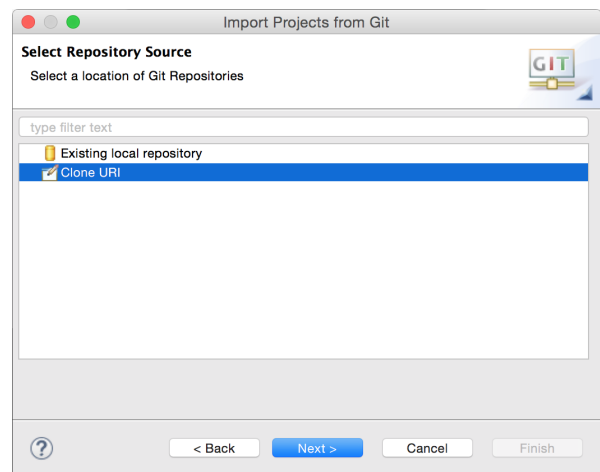 Import Projects from Git
Select Repository Source
Select a location of Git Repositories
GIT
type filter text
Existing local repository
Clone URI
?
< Back
Next >
Cancel
Finish